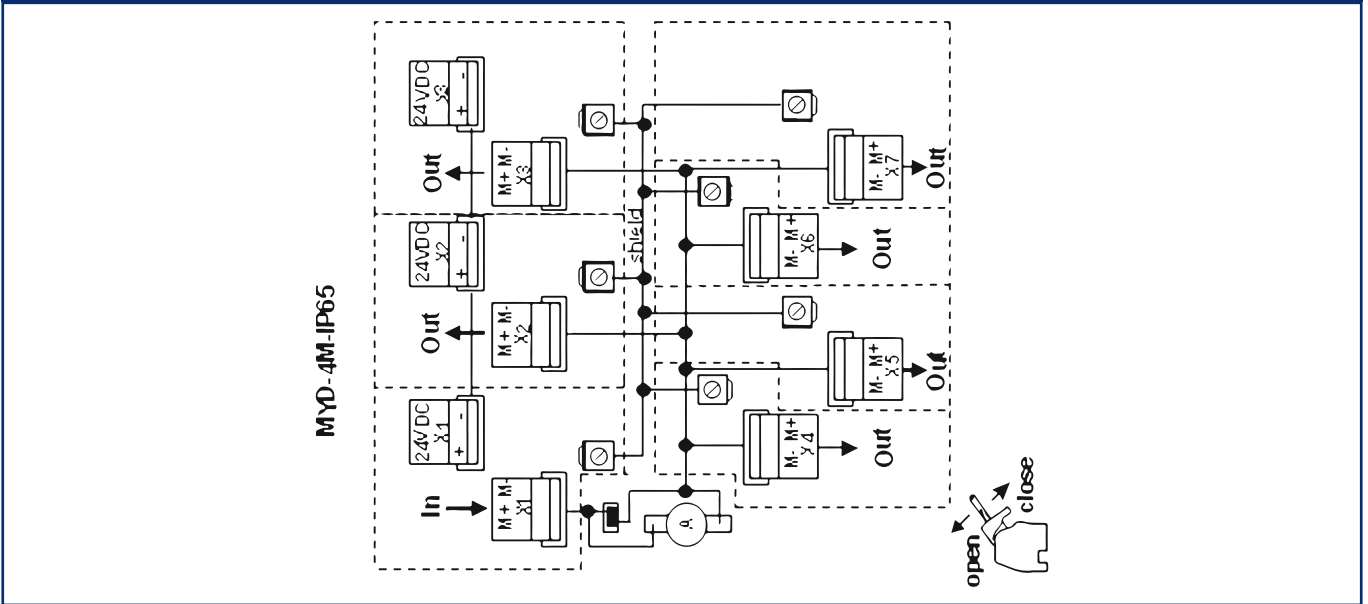 MYD-4M-IP65
24VDC
X3
+ -
Out
M+ M-
X3
24VDC
X2
+ -
Out
M+ M-
X2
24VDC
X1
+ -
In
M+ M-
X1
shield
M- M+
X7
Out
M- M+
X6
Out
M- M+
X5
Out
M- M+
X4
Out
A
open
close